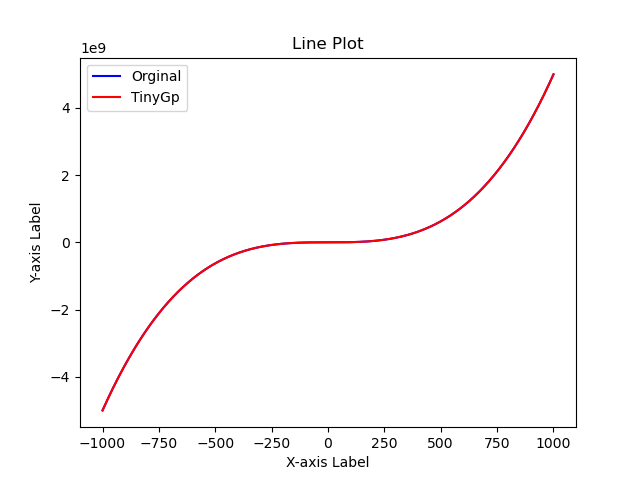 Line Plot
1e9
Orginal
TinyGp
4
2
0
−2
−4
Y-axis Label
−1000 −750 −500 −250 0 250 500 750 1000
X-axis Label